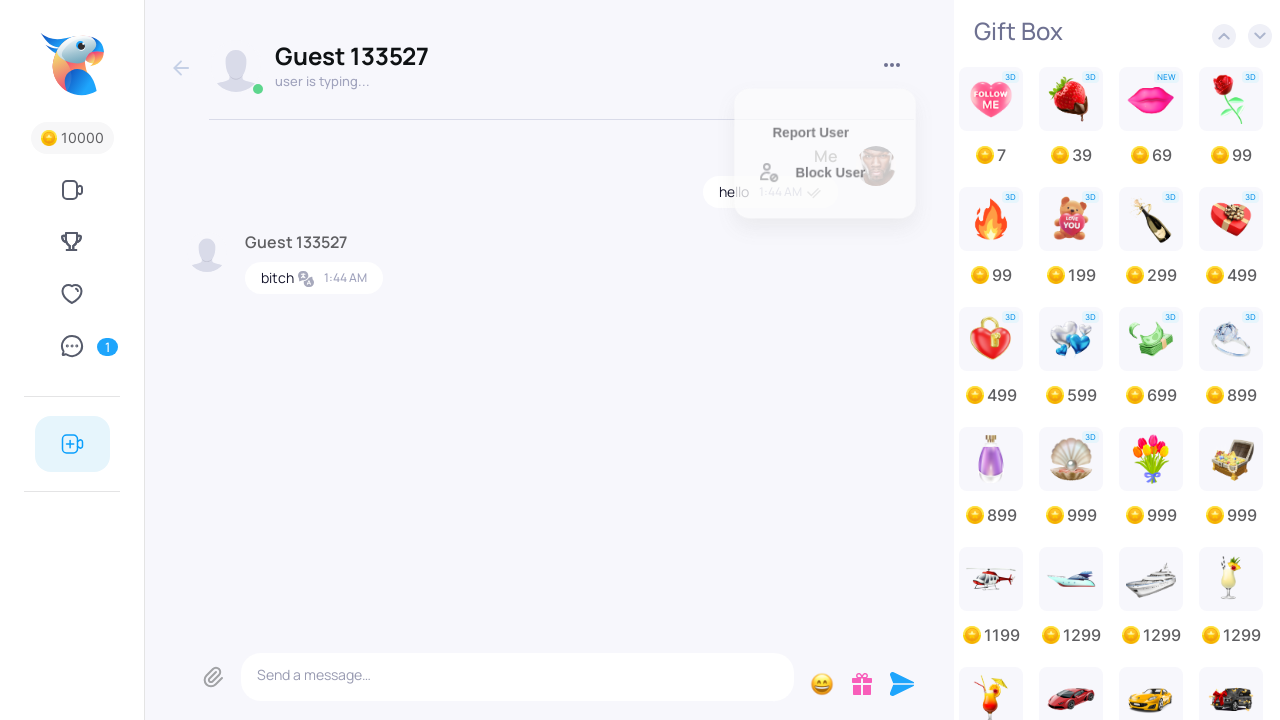 10000
1
Guest 133527
user is typing...
Report User
Me
Block User
hello 1:44 AM
Guest 133527
bitch 1:44 AM
Send a message...
Gift Box
3D 3D NEW 3D
FOLLOW
ME
7 39 69 99
3D 3D 3D 3D
LOVE
YOU
99 199 299 499
3D 3D 3D 3D
499 599 699 899
3D
899 999 999 999
1199 1299 1299 1299